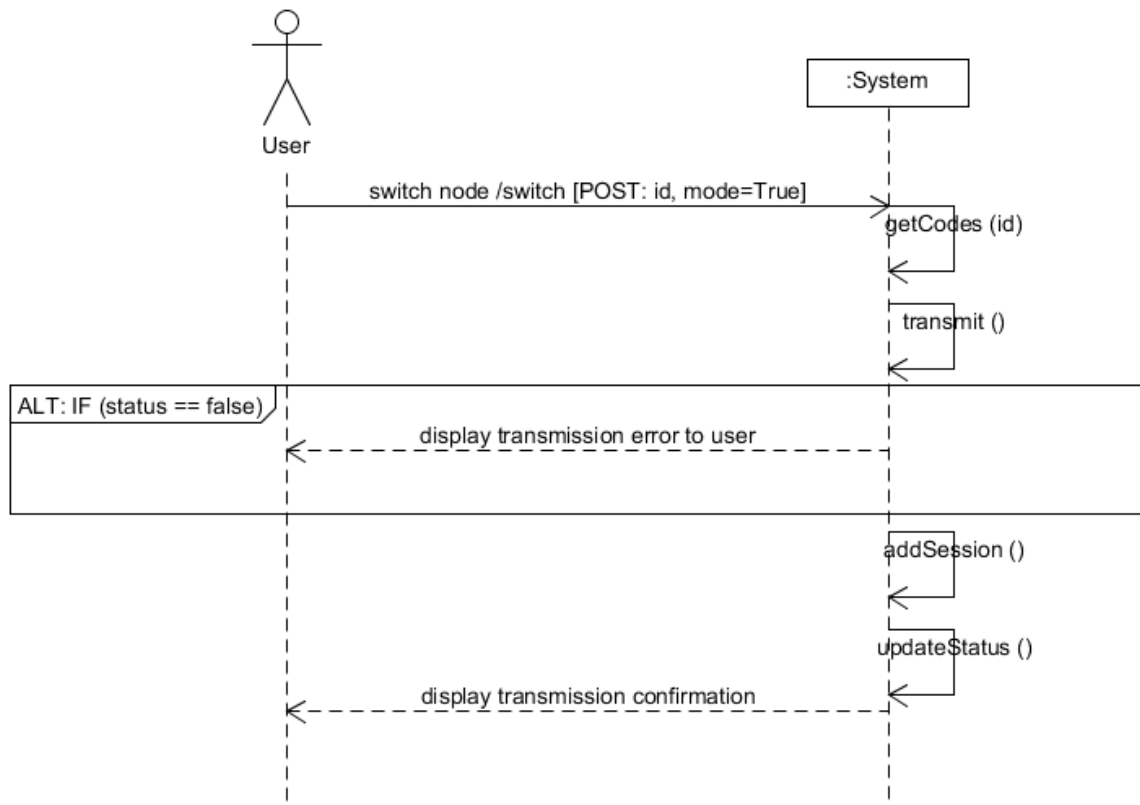 :System
User
switch node /switch [POST: id, mode=True]
getCodes (id)
transmit ()
ALT: IF (status == false)
display transmission error to user
addSession ()
updateStatus ()
display transmission confirmation